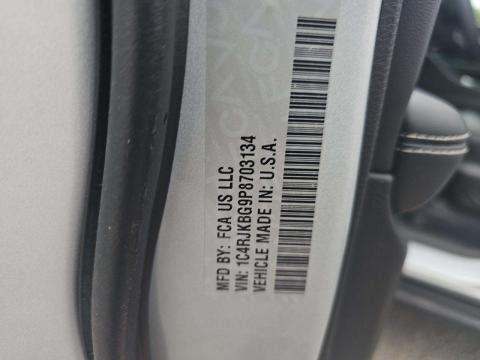 MFD BY: FCA US LLC
VIN: 1C4RJKBG9P8703134
VEHICLE MADE IN: U.S.A.